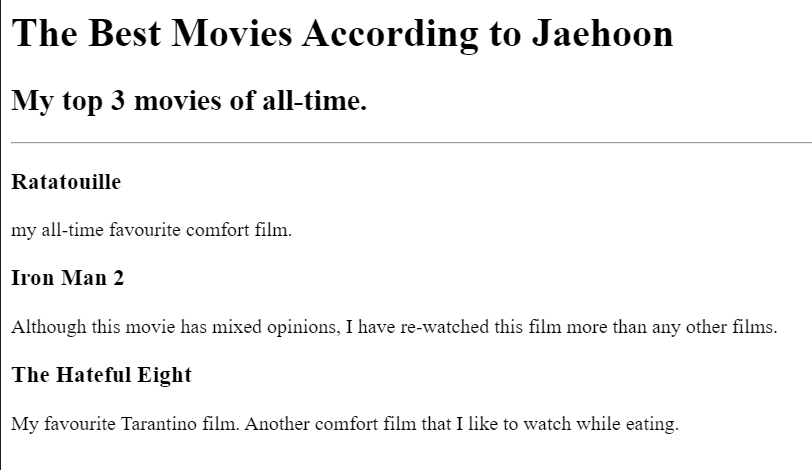 The Best Movies According to Jaehoon
My top 3 movies of all-time.
Ratatouille
my all-time favourite comfort film.
Iron Man 2
Although this movie has mixed opinions, I have re-watched this film more than any other films.
The Hateful Eight
My favourite Tarantino film. Another comfort film that I like to watch while eating.